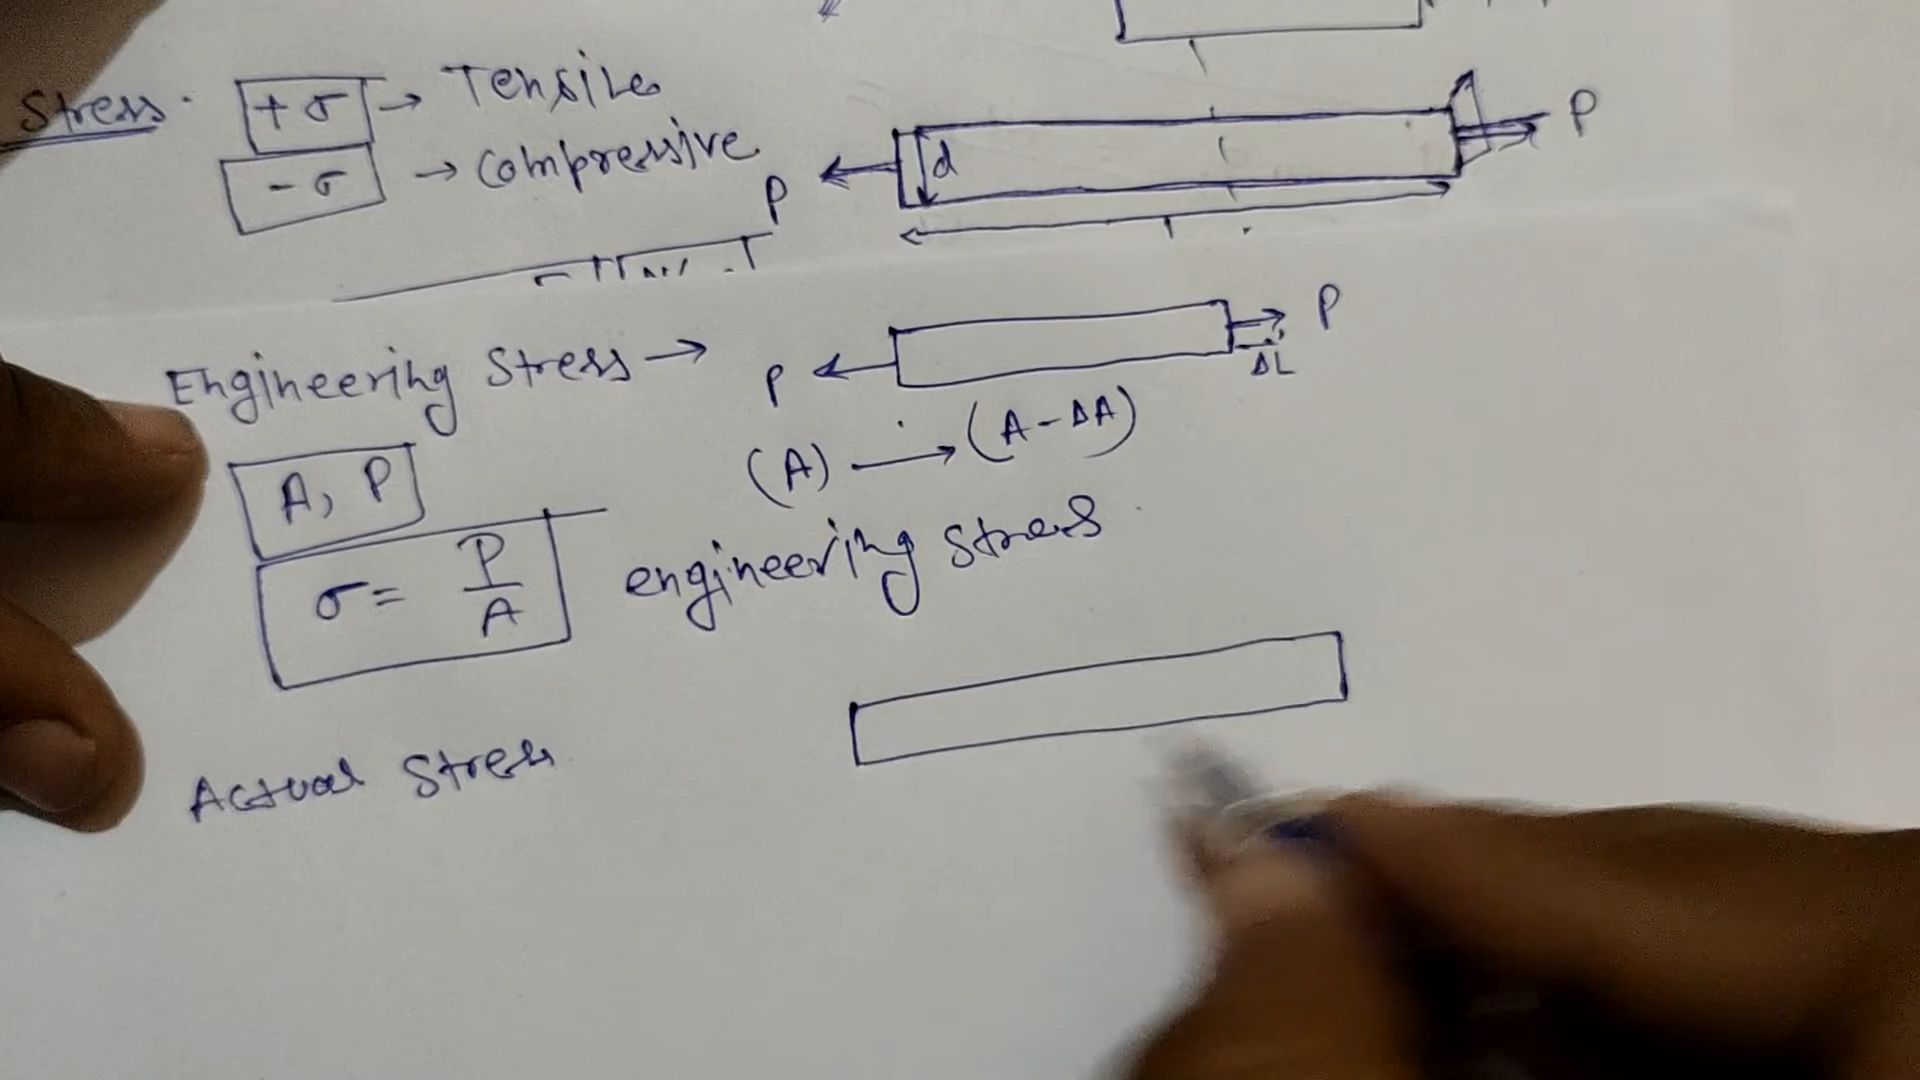 Stress. +σ → Tensile
-σ → Compressive
d
P P
Engineering Stress → P P
ΔL
(A) → (A-ΔA)
A, P
σ = P/A engineering stress
Actual Stress